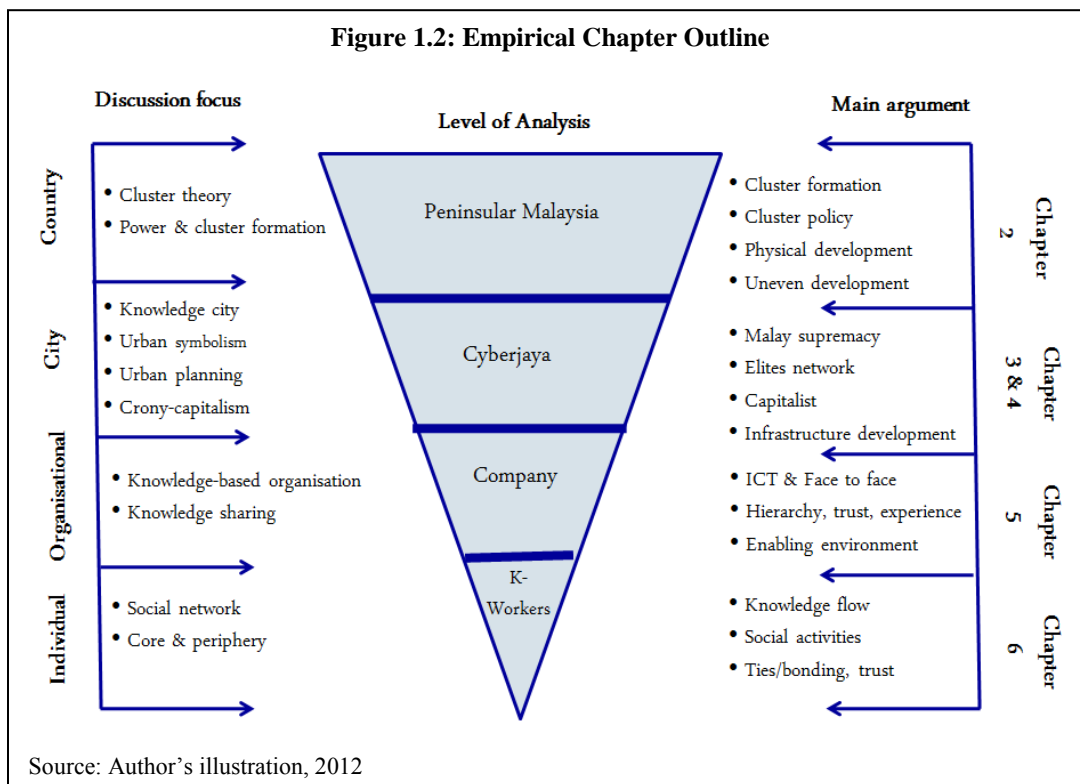 Figure 1.2: Empirical Chapter Outline
Discussion focus
Level of Analysis
Main argument
Country
• Cluster theory
• Power & cluster formation
Peninsular Malaysia
• Cluster formation
• Cluster policy
• Physical development
• Uneven development
Chapter
2
City
• Knowledge city
• Urban symbolism
• Urban planning
• Crony-capitalism
Cyberjaya
• Malay supremacy
• Elites network
• Capitalist
• Infrastructure development
Chapter
3 & 4
Organisational
• Knowledge-based organisation
• Knowledge sharing
Company
• ICT & Face to face
• Hierarchy, trust, experience
• Enabling environment
Chapter
5
Individual
• Social network
• Core & periphery
K-
Workers
• Knowledge flow
• Social activities
• Ties/bonding, trust
Chapter
6
Source: Author's illustration, 2012